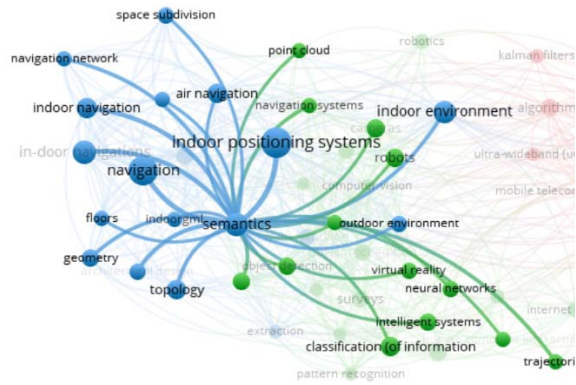 space subdivision
robotics
point cloud
navigation network
kalman filters
air navigation
navigation systems
indoor navigation
indoor environment
algorithm
indoor positioning systems
in-door navigations
robots
ultra-wideband (u
navigation
computer vision
mobile telecom
floors
indoorgml
semantics
outdoor environment
geometry
object detection
virtual reality
topology
neural networks
surveys
internet
intelligent systems
extraction
classification (of information
trajectori
pattern recognition